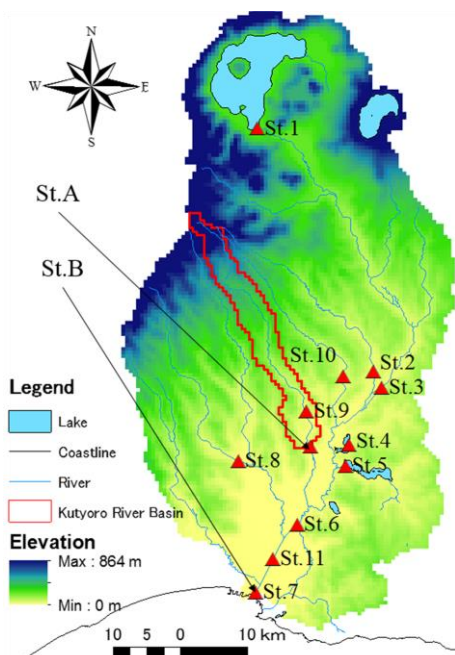 N
W E
S
St.1
St.A
St.B
St.10
St.2
St.3
St.9
St.4
St.5
St.8
St.6
St.11
St.7
Legend
Lake
Coastline
River
Kutyoro River Basin
Elevation
Max : 864 m
Min : 0 m
10 5 0 10 km